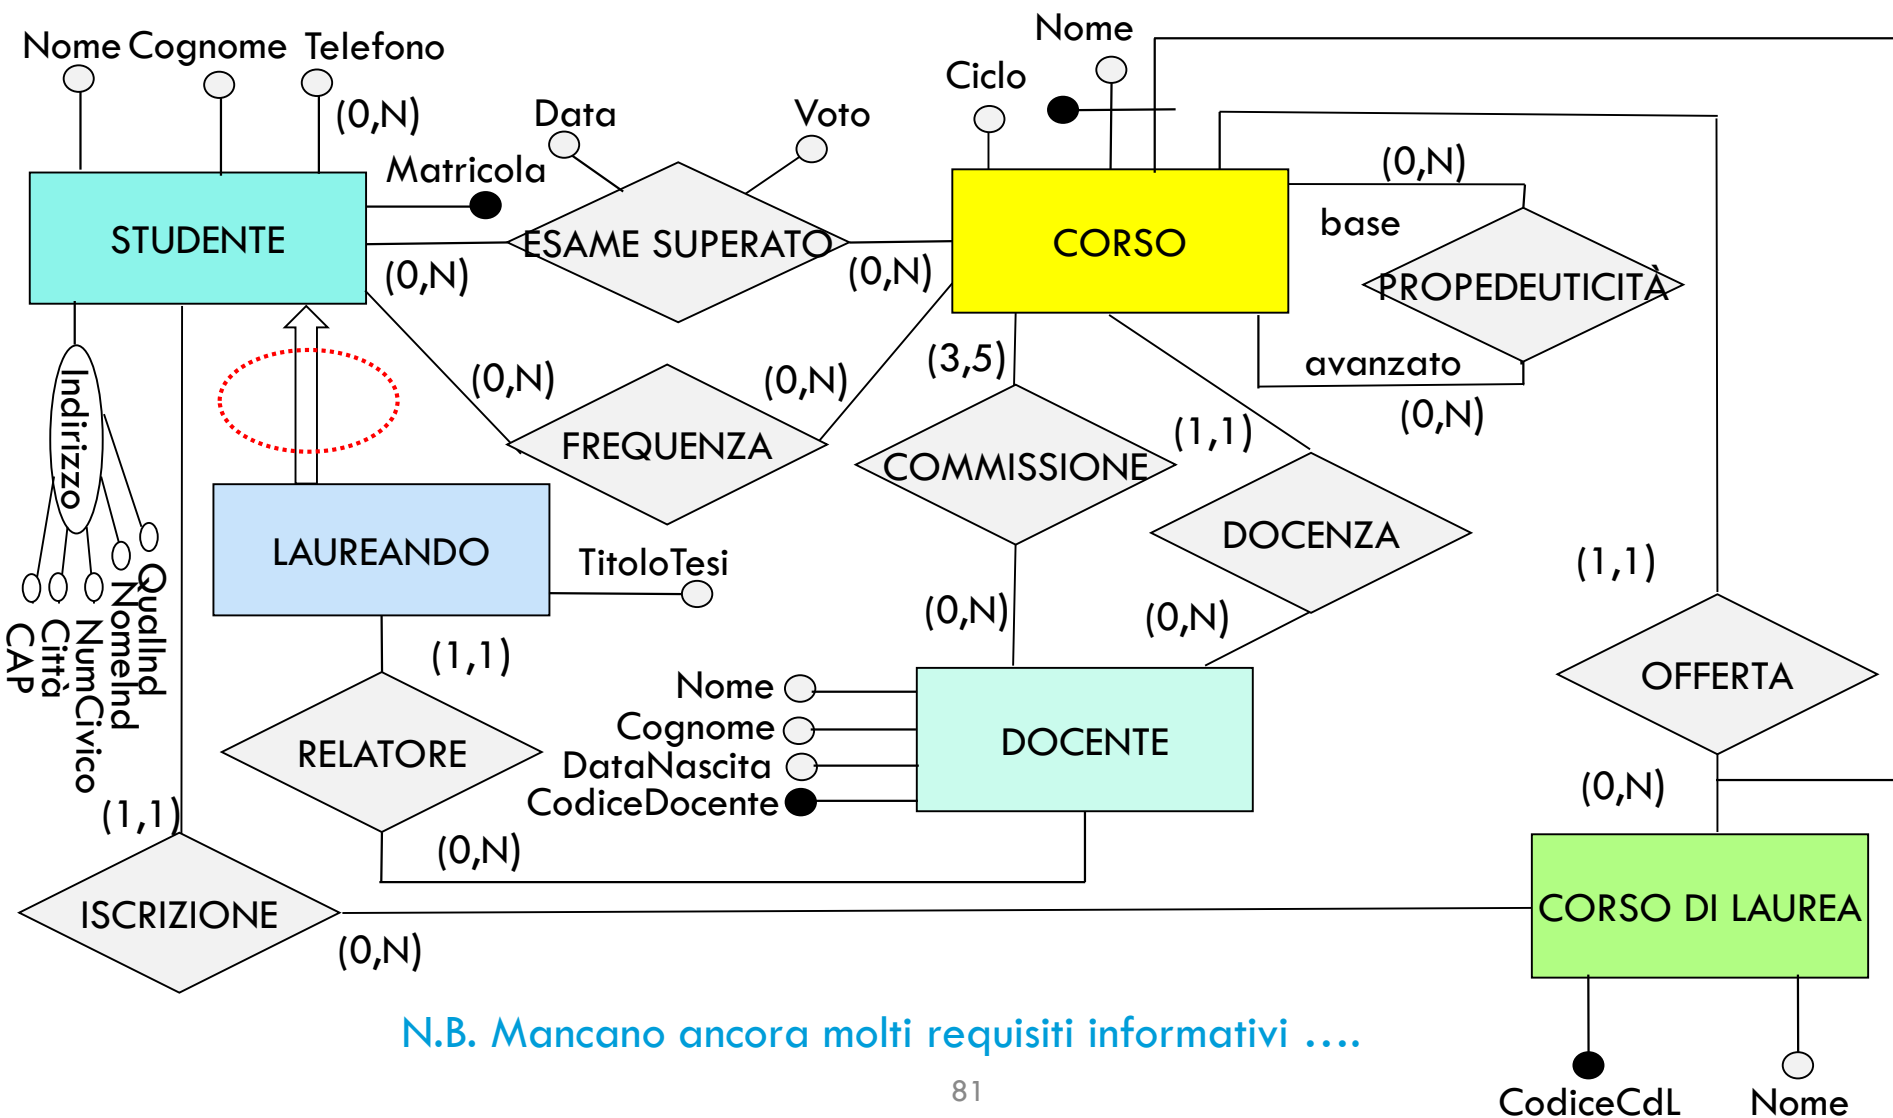 Nome
Cognome
Telefono
(0,N)
Matricola
STUDENTE
Data
Voto
ESAME SUPERATO
(0,N)
(0,N)
Ciclo
Nome
CORSO
(0,N)
base
PROPEDEUTICITÀ
avanzato
(0,N)
Indirizzo
QualInd
NomeInd
NumCivico
Città
CAP
(0,N)
(0,N)
FREQUENZA
(3,5)
COMMISSIONE
(0,N)
(1,1)
DOCENZA
(0,N)
LAUREANDO
TitoloTesi
(1,1)
RELATORE
(0,N)
Nome
Cognome
DataNascita
CodiceDocente
DOCENTE
(1,1)
OFFERTA
(0,N)
(1,1)
ISCRIZIONE
(0,N)
CORSO DI LAUREA
CodiceCdL
Nome
N.B. Mancano ancora molti requisiti informativi ….
81